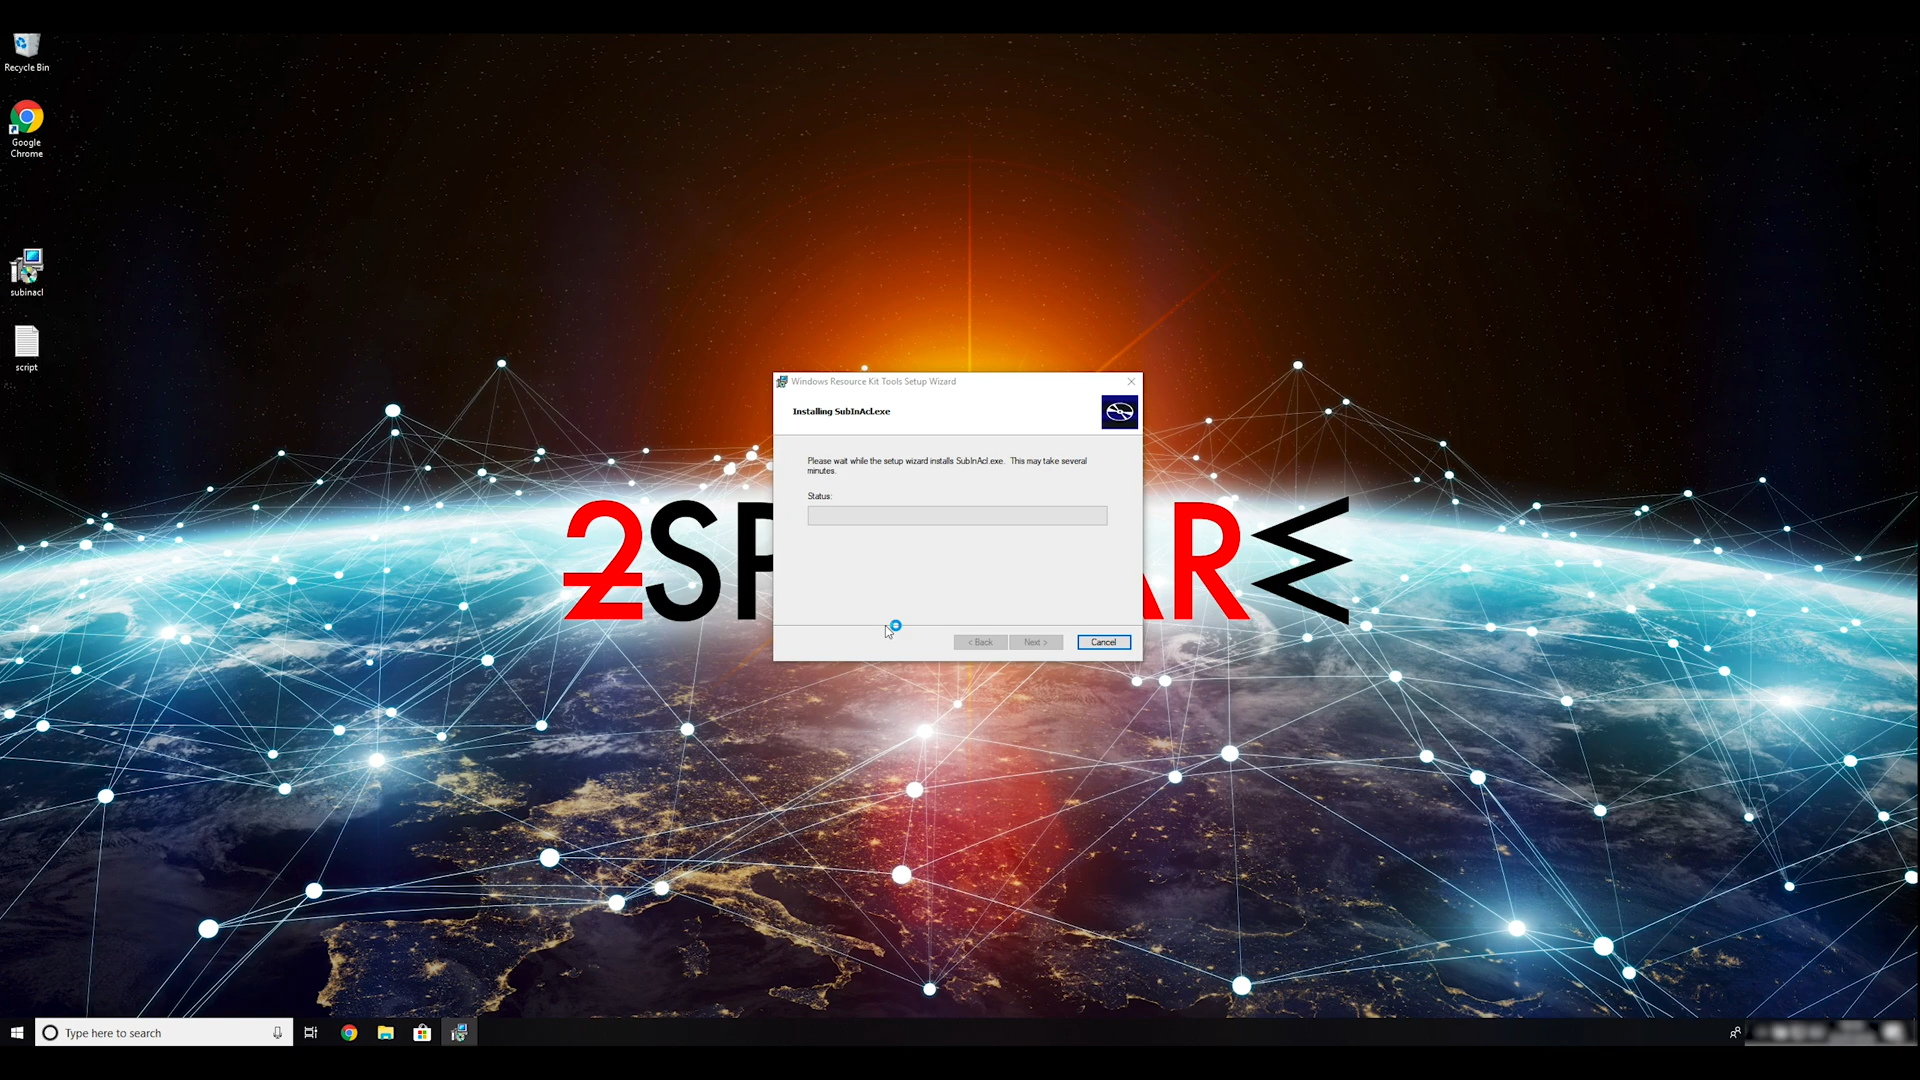 Recycle Bin
Google
Chrome
subinacl
script
Windows Resource Kit Tools Setup Wizard
Installing SubInAcl.exe
Please wait while the setup wizard installs SubInAcl.exe. This may take several
minutes.
Status:
< Back
Next >
Cancel
2SP
R
Type here to search